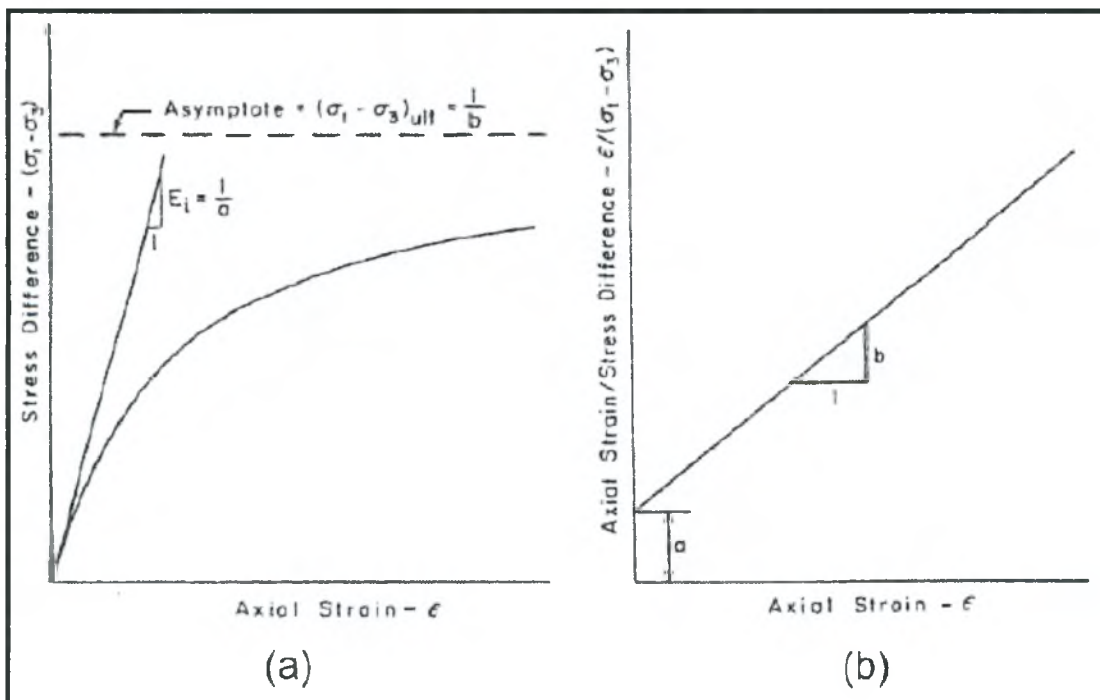 Stress Difference - (σ₁-σ₃)
Asymptote = (σ₁ - σ₃)ult = 1/b
Eᵢ = 1/a
1
Axial Strain - ϵ
(a)
Axial Strain/Stress Difference - ϵ/(σ₁ - σ₃)
b
1
a
Axial Strain - ϵ
(b)